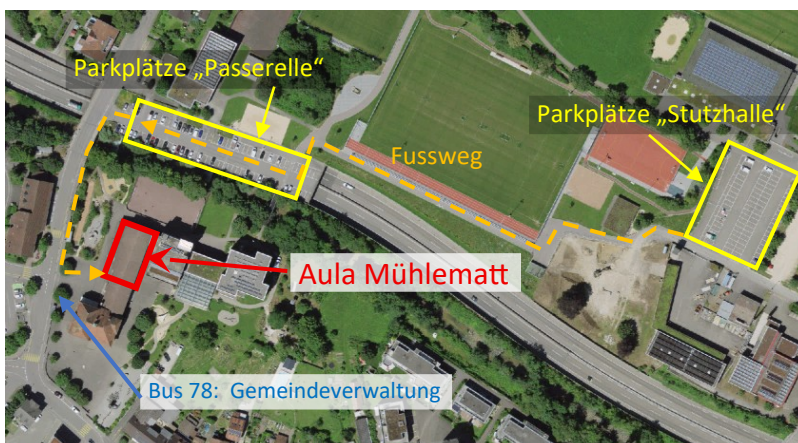 Parkplätze „Passerelle“
Parkplätze „Stutzhalle“
Fussweg
Aula Mühlematt
Bus 78: Gemeindeverwaltung